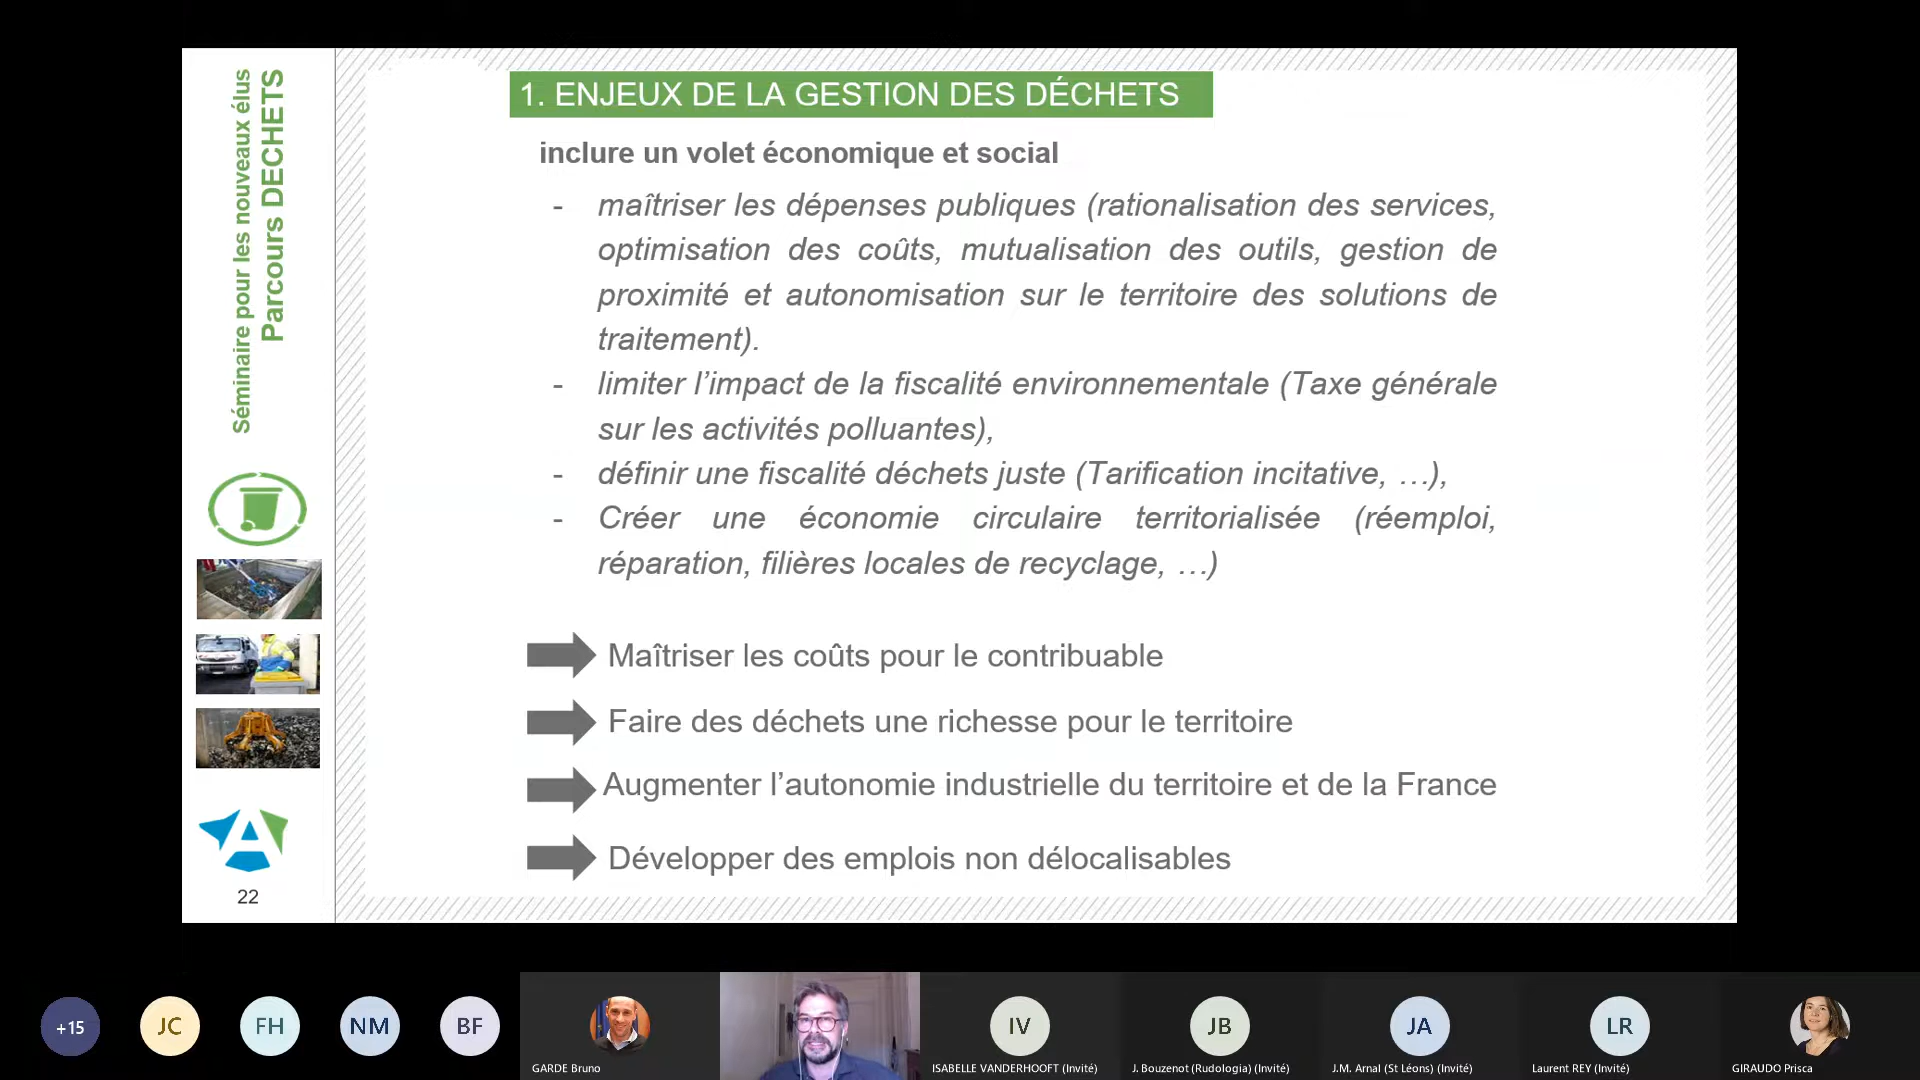 Séminaire pour les nouveaux élus
Parcours DECHETS
22
1. ENJEUX DE LA GESTION DES DÉCHETS
inclure un volet économique et social
- maîtriser les dépenses publiques (rationalisation des services,
optimisation des coûts, mutualisation des outils, gestion de
proximité et autonomisation sur le territoire des solutions de
traitement).
- limiter l’impact de la fiscalité environnementale (Taxe générale
sur les activités polluantes),
- définir une fiscalité déchets juste (Tarification incitative, …),
- Créer une économie circulaire territorialisée (réemploi,
réparation, filières locales de recyclage, …)
Maîtriser les coûts pour le contribuable
Faire des déchets une richesse pour le territoire
Augmenter l’autonomie industrielle du territoire et de la France
Développer des emplois non délocalisables
+15
JC
FH
NM
BF
GARDE Bruno
IV
ISABELLE VANDERHOOFT (Invité)
JB
J. Bouzenot (Rudologia) (Invité)
JA
J.M. Arnal (St Léons) (Invité)
LR
Laurent REY (Invité)
GIRAUDO Prisca